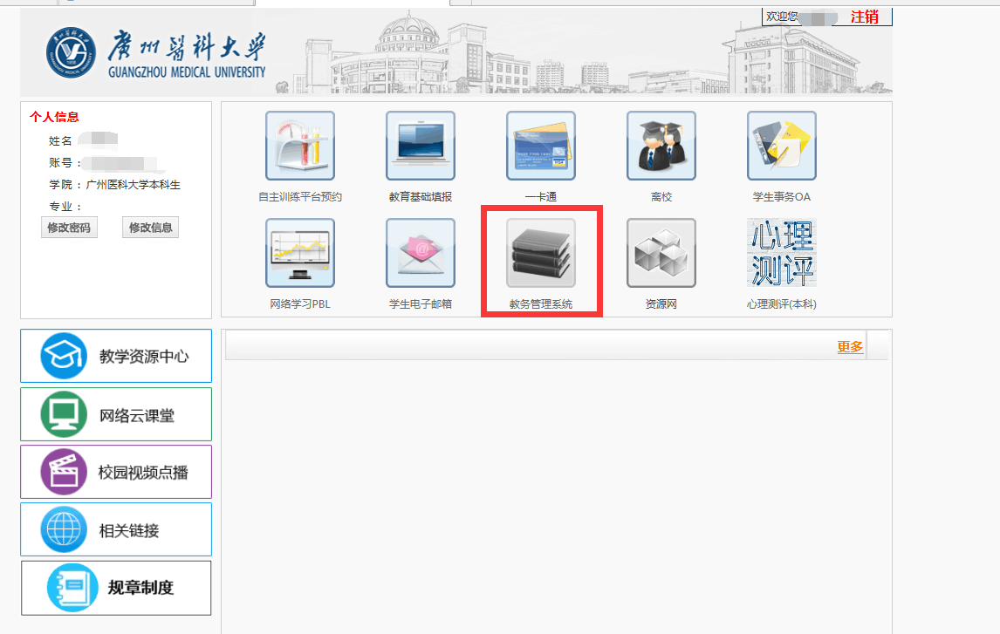 欢迎您 注销
廣州醫科大学
GUANGZHOU MEDICAL UNIVERSITY
个人信息
姓名
账号：
学院：广州医科大学本科生
专业：
修改密码 修改信息
自主训练平台预约 教育基础填报 一卡通 离校 学生事务OA
心理
测评
网络学习PBL 学生电子邮箱 教务管理系统 资源网 心理测评(本科)
更多
教学资源中心
网络云课堂
校园视频点播
相关链接
规章制度